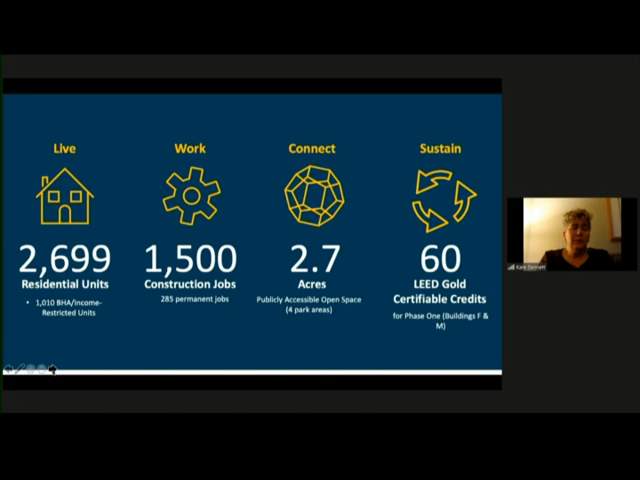 Live
Work
Connect
Sustain
2,699
Residential Units
• 1,010 BHA/Income-
Restricted Units
1,500
Construction Jobs
285 permanent jobs
2.7
Acres
Publicly Accessible Open Space
(4 park areas)
60
LEED Gold
Certifiable Credits
for Phase One (Buildings F &
M)